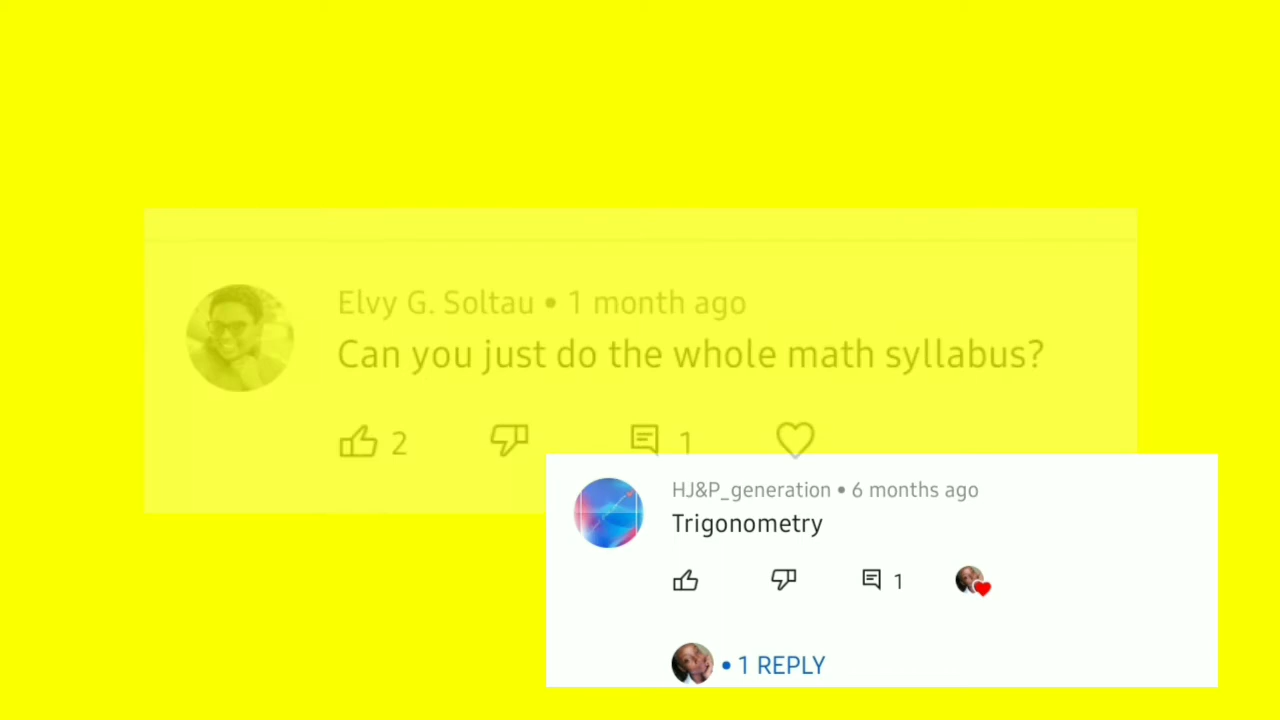 Elvy G. Soltau • 1 month ago
Can you just do the whole math syllabus?
2 1
HJ&P_generation • 6 months ago
Trigonometry
1
• 1 REPLY